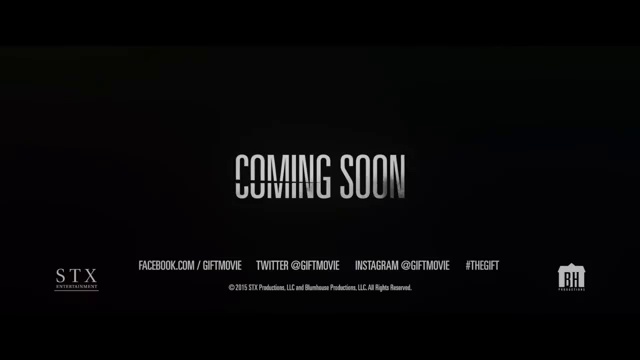 COMING SOON
FACEBOOK.COM / GIFTMOVIE TWITTER @GIFTMOVIE INSTAGRAM @GIFTMOVIE #THEGIFT
STX
ENTERTAINMENT
BH
PRODUCTIONS
© 2015 STX Productions, LLC and Blumhouse Productions, LLC. All Rights Reserved.